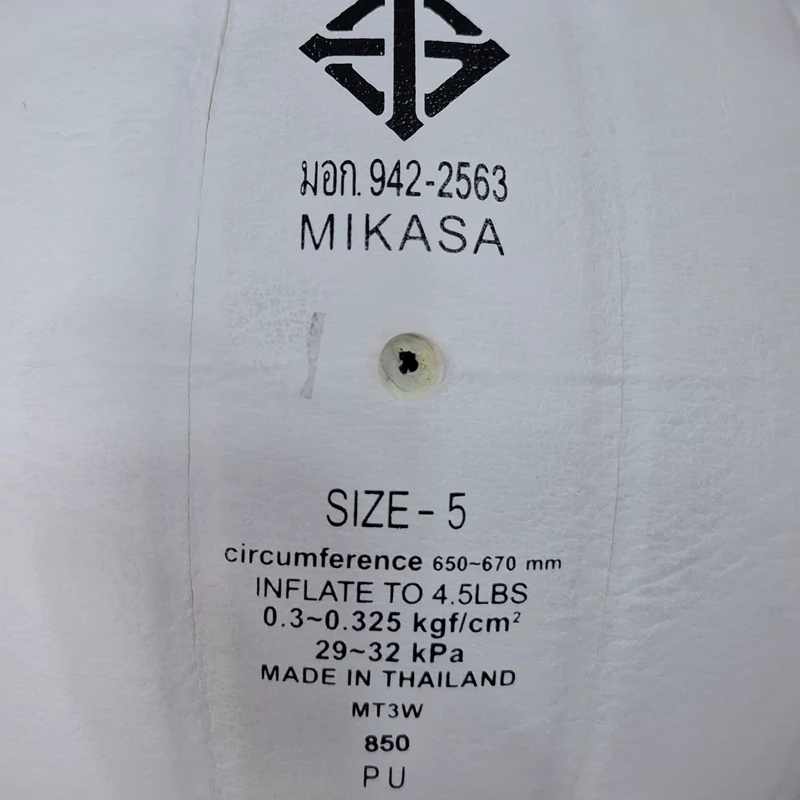 มอก. 942-2563
MIKASA
SIZE - 5
circumference 650~670 mm
INFLATE TO 4.5LBS
0.3~0.325 kgf/cm²
29~32 kPa
MADE IN THAILAND
MT3W
850
PU